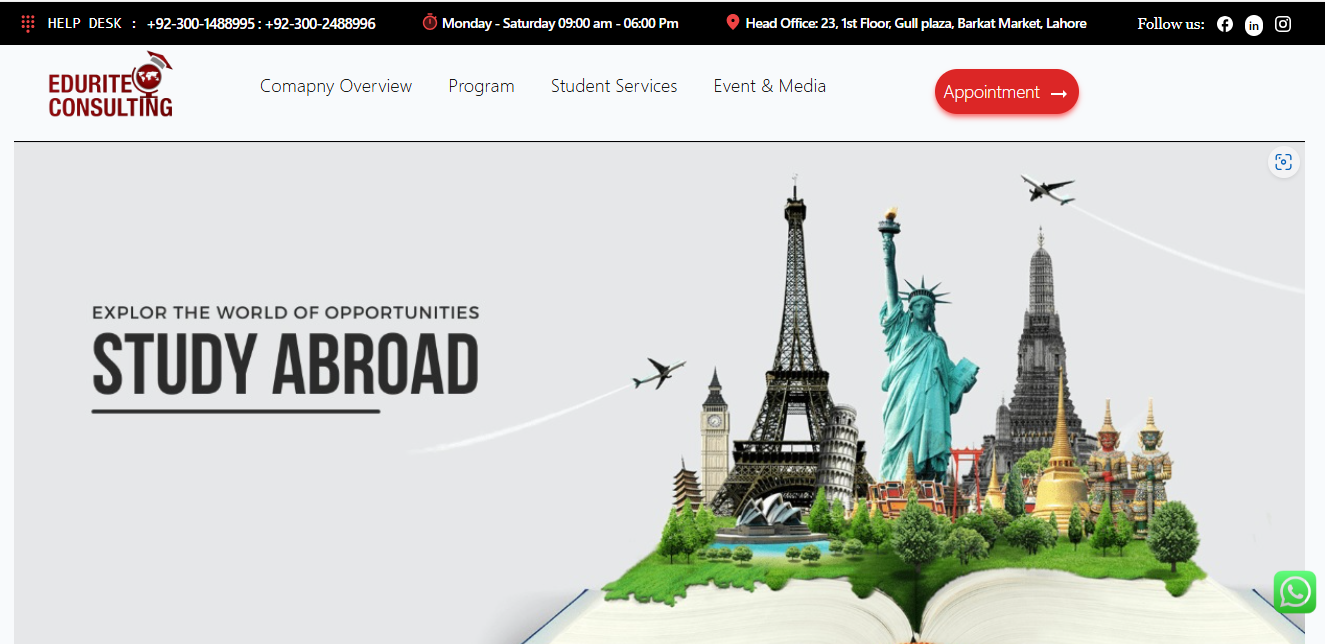 HELP DESK : +92-300-1488995 : +92-300-2488996
Monday - Saturday 09:00 am - 06:00 Pm
Head Office: 23, 1st Floor, Gull plaza, Barkat Market, Lahore
Follow us:
EDURITE
CONSULTING
Comapny Overview
Program
Student Services
Event & Media
Appointment →
EXPLOR THE WORLD OF OPPORTUNITIES
STUDY ABROAD